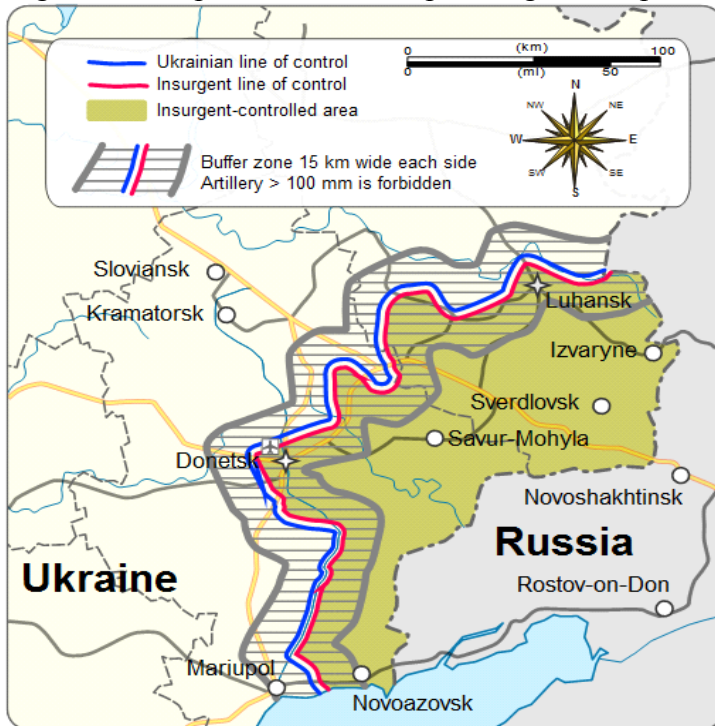 0 (km) 100
0 (mi) 50
Ukrainian line of control
Insurgent line of control
Insurgent-controlled area
Buffer zone 15 km wide each side
Artillery > 100 mm is forbidden
N
NW NE
W E
SW SE
S
Sloviansk
Kramatorsk
Luhansk
Izvaryne
Sverdlovsk
Savur-Mohyla
Donetsk
Novoshakhtinsk
Russia
Ukraine
Rostov-on-Don
Mariupol
Novoazovsk